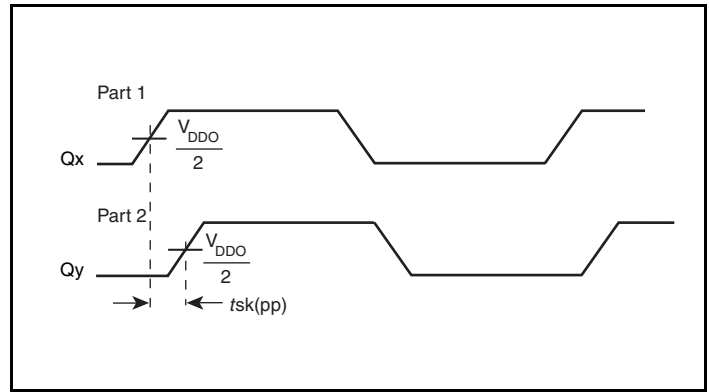 Part 1
V_DDO
2
Qx
Part 2
V_DDO
2
Qy
tsk(pp)